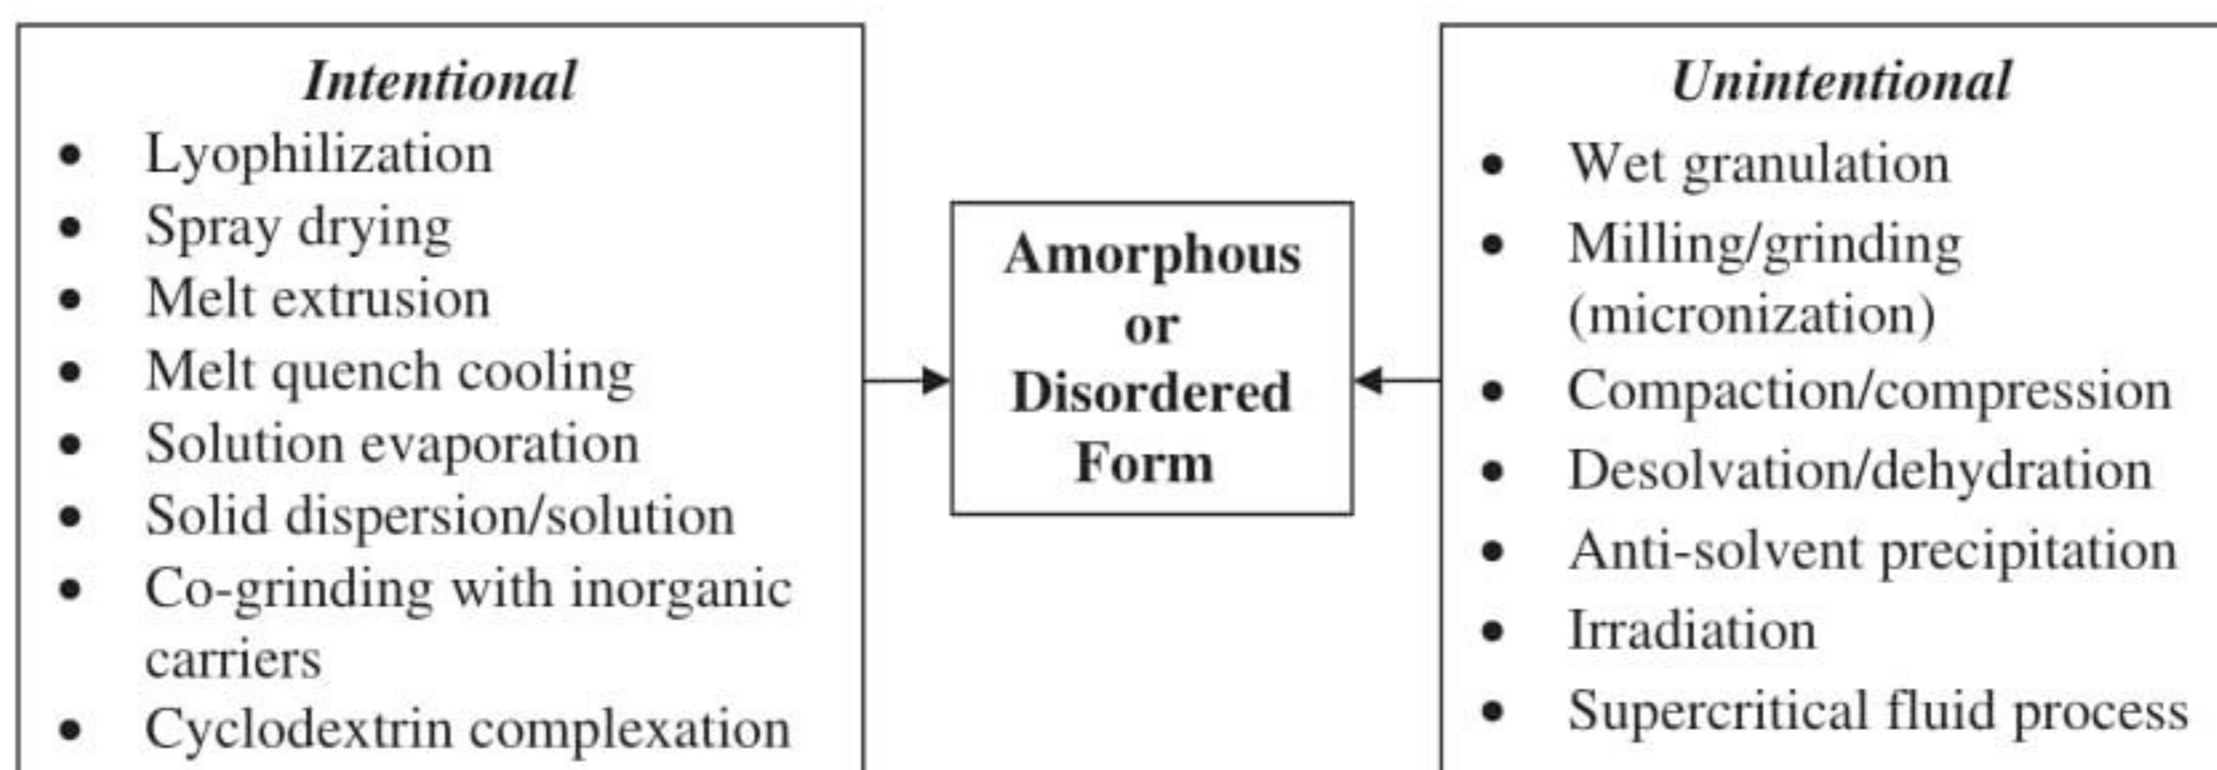 Intentional
• Lyophilization
• Spray drying
• Melt extrusion
• Melt quench cooling
• Solution evaporation
• Solid dispersion/solution
• Co-grinding with inorganic
carriers
• Cyclodextrin complexation
Amorphous
or
Disordered
Form
Unintentional
• Wet granulation
• Milling/grinding
(micronization)
• Compaction/compression
• Desolvation/dehydration
• Anti-solvent precipitation
• Irradiation
• Supercritical fluid process